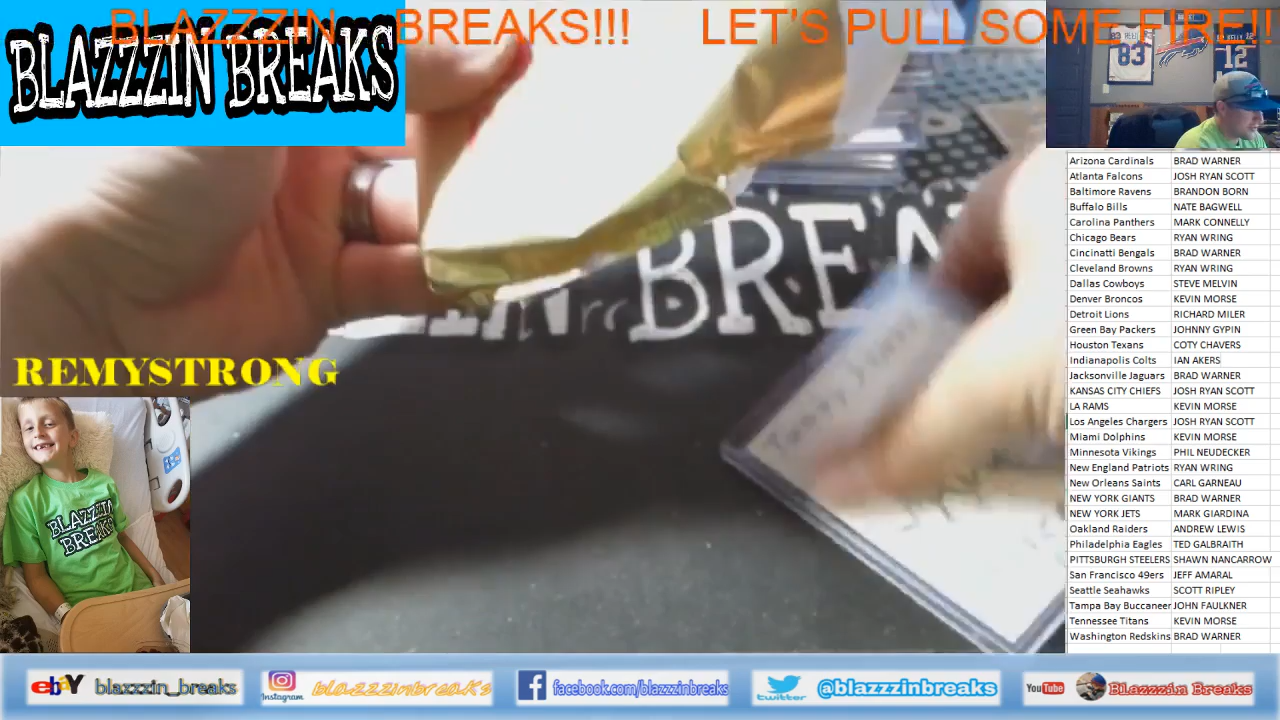 BLAZZZIN BREAKS!!! LET'S PULL SOME FIRE!!
BLAZZZIN BREAKS
83
12
BREA
REMYSTRONG
BLAZZZIN
BREAKS
Arizona Cardinals BRAD WARNER
Atlanta Falcons JOSH RYAN SCOTT
Baltimore Ravens BRANDON BORN
Buffalo Bills NATE BAGWELL
Carolina Panthers MARK CONNELLY
Chicago Bears RYAN WRING
Cincinatti Bengals BRAD WARNER
Cleveland Browns RYAN WRING
Dallas Cowboys STEVE MELVIN
Denver Broncos KEVIN MORSE
Detroit Lions RICHARD MILER
Green Bay Packers JOHNNY GYPIN
Houston Texans COTY CHAVERS
Indianapolis Colts IAN AKERS
Jacksonville Jaguars BRAD WARNER
KANSAS CITY CHIEFS JOSH RYAN SCOTT
LA RAMS KEVIN MORSE
Los Angeles Chargers JOSH RYAN SCOTT
Miami Dolphins KEVIN MORSE
Minnesota Vikings PHIL NEUDECKER
New England Patriots RYAN WRING
New Orleans Saints CARL GARNEAU
NEW YORK GIANTS BRAD WARNER
NEW YORK JETS MARK GIARDINA
Oakland Raiders ANDREW LEWIS
Philadelphia Eagles TED GALBRAITH
PITTSBURGH STEELERS SHAWN NANCARROW
San Francisco 49ers JEFF AMARAL
Seattle Seahawks SCOTT RIPLEY
Tampa Bay Buccaneer JOHN FAULKNER
Tennessee Titans KEVIN MORSE
Washington Redskins BRAD WARNER
ebay blaxxxin_breaks
Instagram blazzzinbreaks
facebook.com/blazzzinbreaks
twitter @blazzzinbreaks
YouTube Blazzzin Breaks